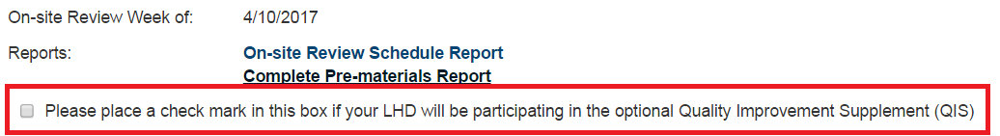 On-site Review Week of: 4/10/2017
Reports: On-site Review Schedule Report
Complete Pre-materials Report
Please place a check mark in this box if your LHD will be participating in the optional Quality Improvement Supplement (QIS)